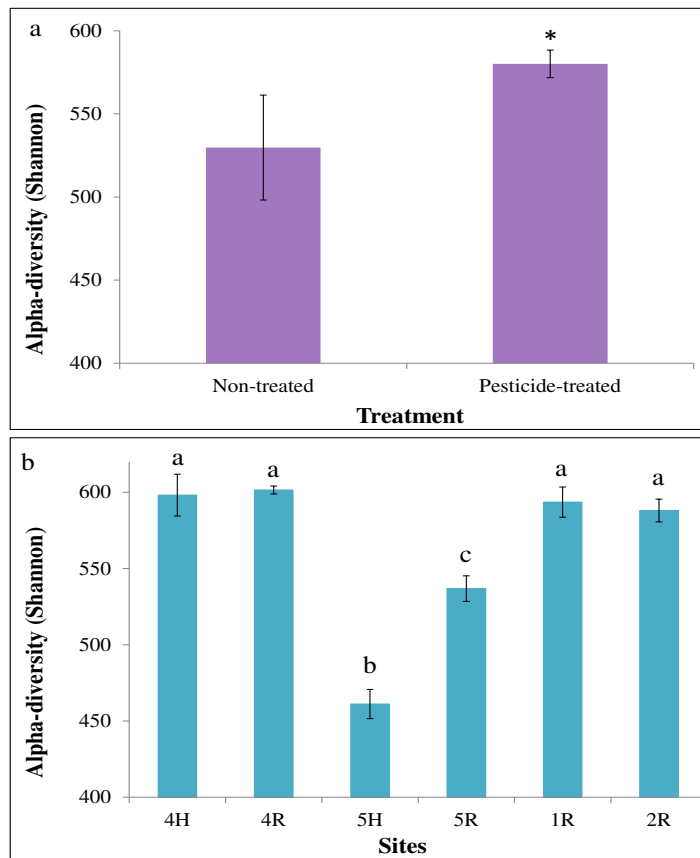 a
600
550
500
450
400
Alpha-diversity (Shannon)
*
Non-treated
Pesticide-treated
Treatment
b
600
550
500
450
400
Alpha-diversity (Shannon)
a
a
b
c
a
a
4H
4R
5H
5R
1R
2R
Sites